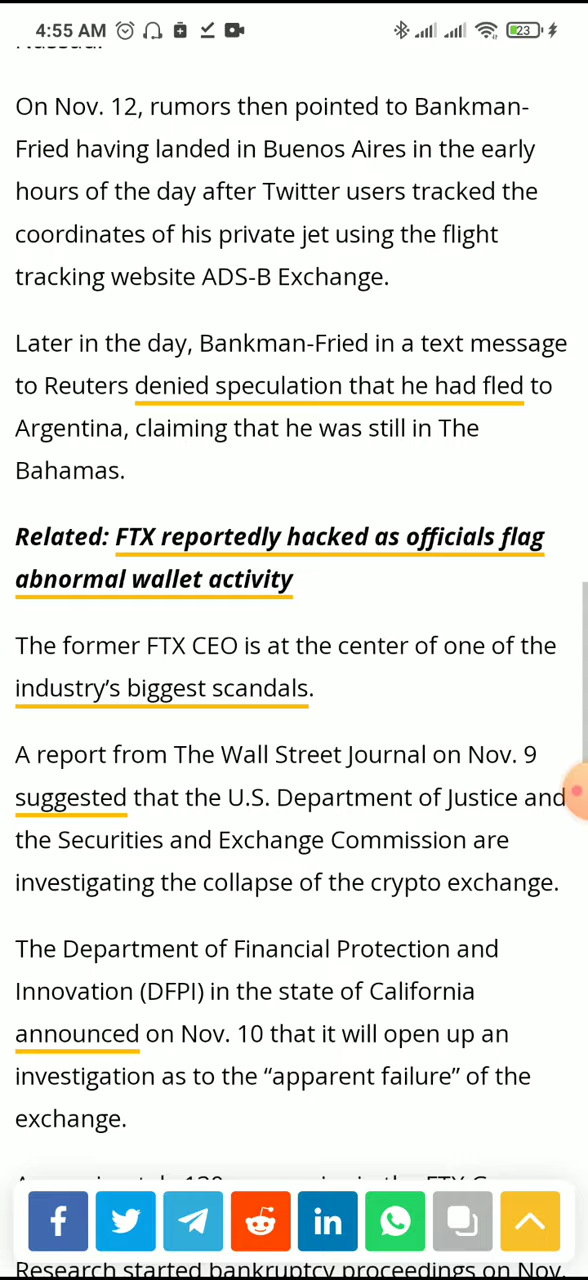 4:55 AM 23
On Nov. 12, rumors then pointed to Bankman-
Fried having landed in Buenos Aires in the early
hours of the day after Twitter users tracked the
coordinates of his private jet using the flight
tracking website ADS-B Exchange.
Later in the day, Bankman-Fried in a text message
to Reuters denied speculation that he had fled to
Argentina, claiming that he was still in The
Bahamas.
Related: FTX reportedly hacked as officials flag
abnormal wallet activity
The former FTX CEO is at the center of one of the
industry’s biggest scandals.
A report from The Wall Street Journal on Nov. 9
suggested that the U.S. Department of Justice and
the Securities and Exchange Commission are
investigating the collapse of the crypto exchange.
The Department of Financial Protection and
Innovation (DFPI) in the state of California
announced on Nov. 10 that it will open up an
investigation as to the “apparent failure” of the
exchange.
Research started bankruptcy proceedings on Nov.